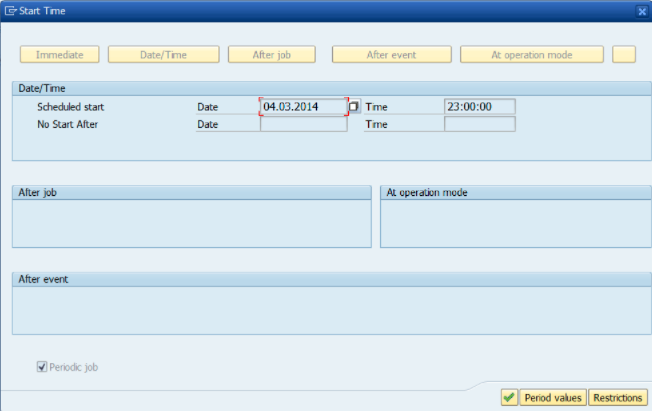 Start Time
Immediate Date/Time After job After event At operation mode
Date/Time
Scheduled start Date 04.03.2014 Time 23:00:00
No Start After Date Time
After job At operation mode
After event
Periodic job
Period values Restrictions